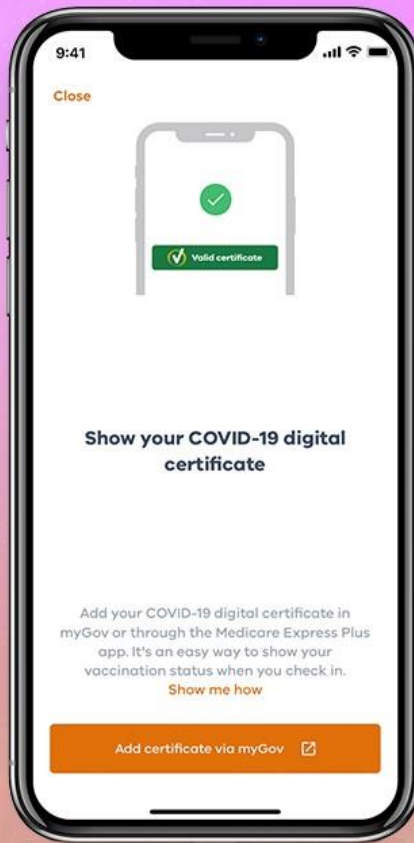 9:41
Close
Valid certificate
Show your COVID-19 digital
certificate
Add your COVID-19 digital certificate in
myGov or through the Medicare Express Plus
app. It's an easy way to show your
vaccination status when you check in.
Show me how
Add certificate via myGov